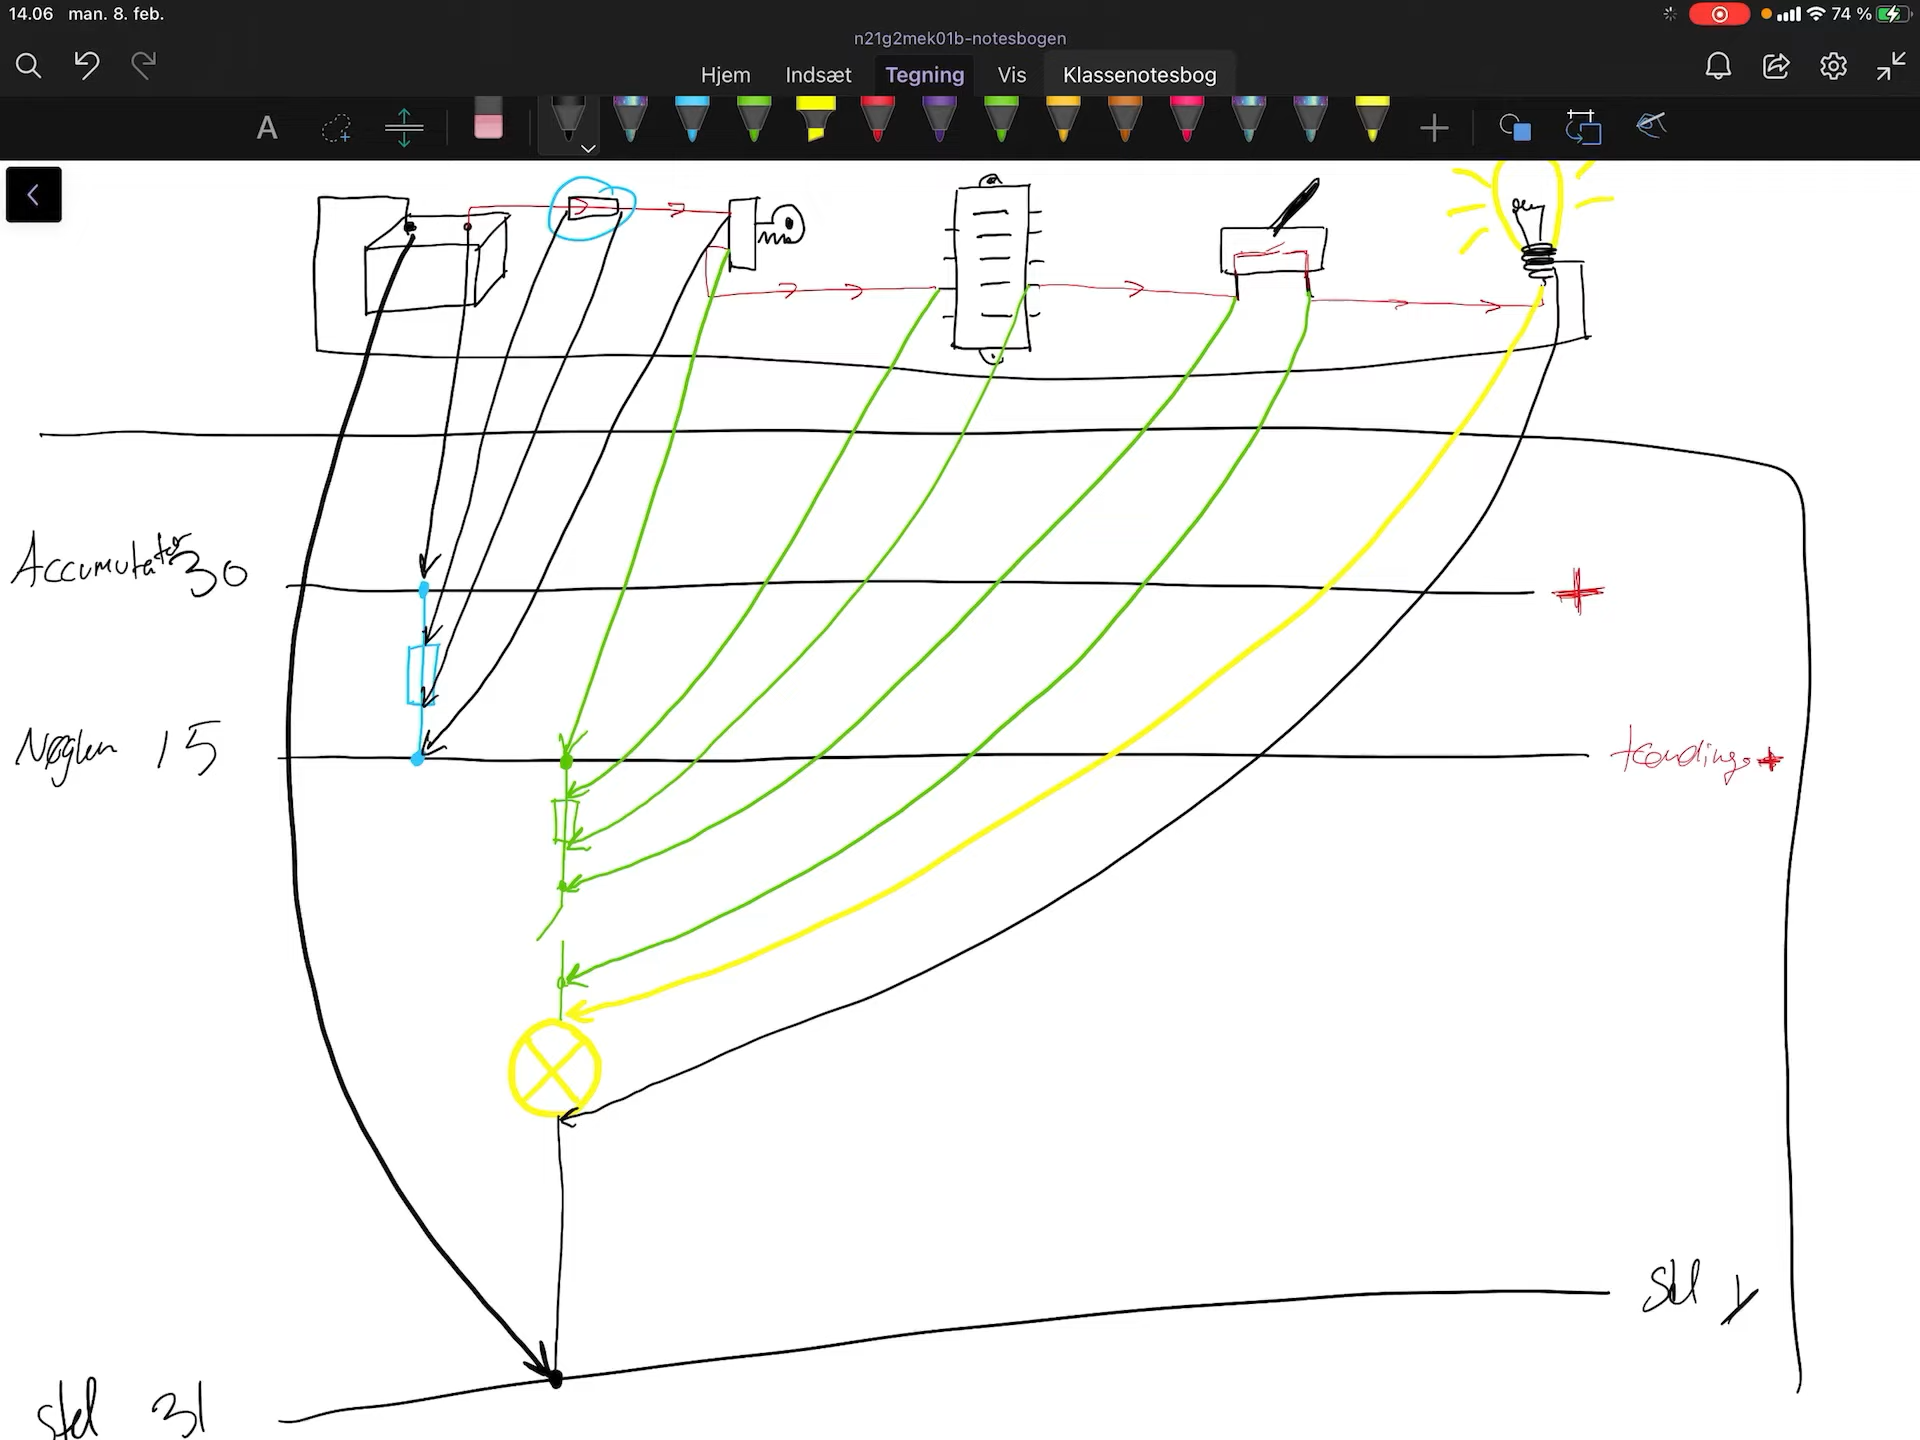 14.06 man. 8. feb.
74 %
n21g2mek01b-notesbogen
Hjem Indsæt Tegning Vis Klassenotesbog
A
Accumulator 30
+
Nøglen 15
tændings +
Stel
Stel 31